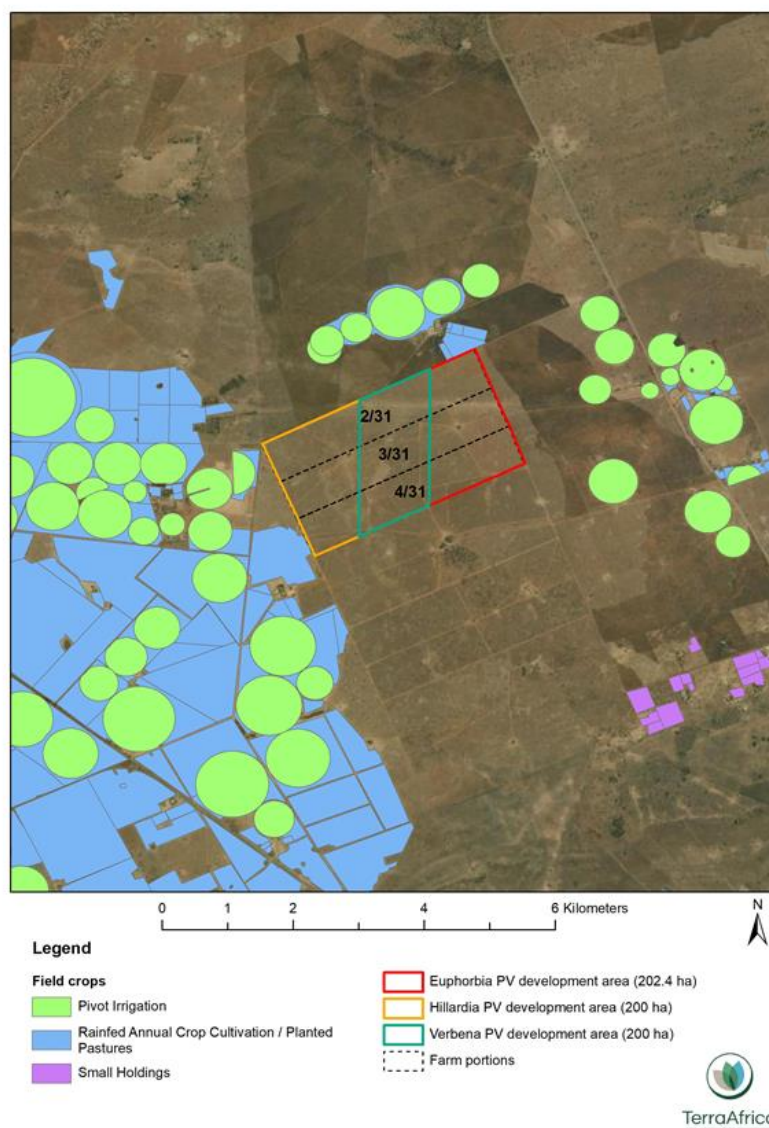 2/31
3/31
4/31
0 1 2 4 6 Kilometers
N
Legend
Field crops
Pivot Irrigation
Rainfed Annual Crop Cultivation / Planted
Pastures
Small Holdings
Euphorbia PV development area (202.4 ha)
Hillardia PV development area (200 ha)
Verbena PV development area (200 ha)
Farm portions
TerraAfrica